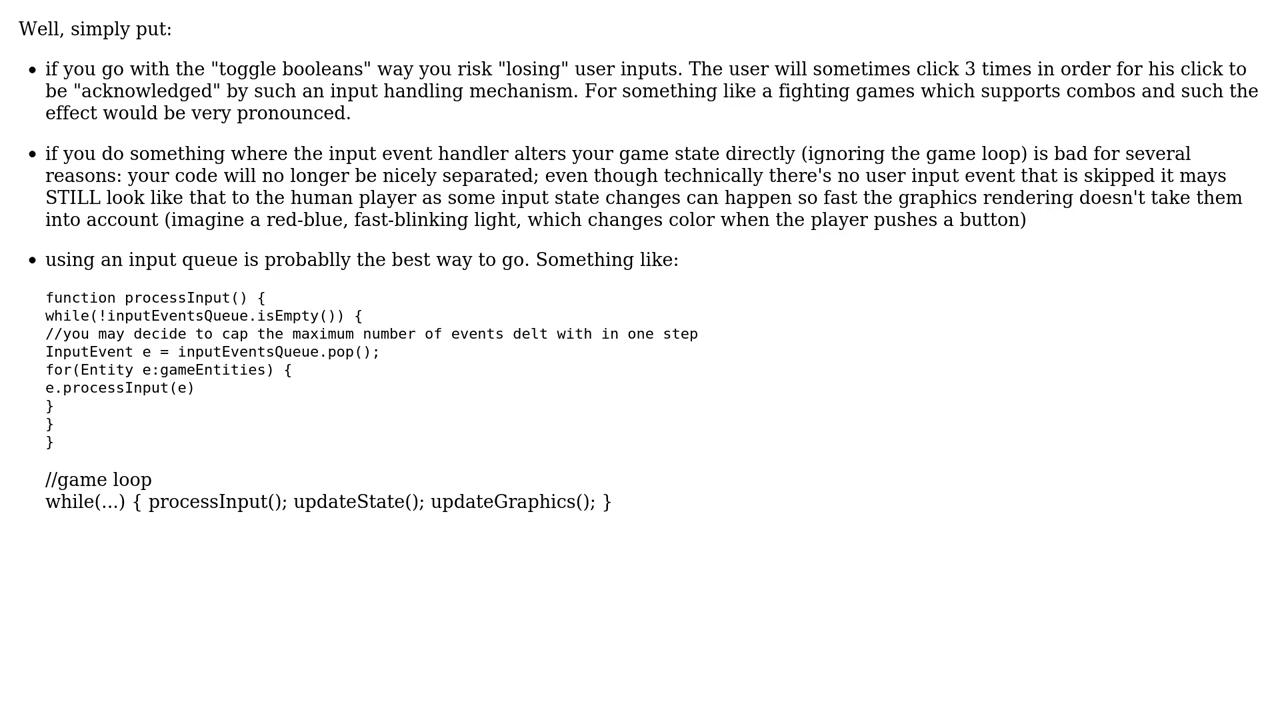 Well, simply put:
if you go with the "toggle booleans" way you risk "losing" user inputs. The user will sometimes click 3 times in order for his click to
be "acknowledged" by such an input handling mechanism. For something like a fighting games which supports combos and such the
effect would be very pronounced.
if you do something where the input event handler alters your game state directly (ignoring the game loop) is bad for several
reasons: your code will no longer be nicely separated; even though technically there's no user input event that is skipped it mays
STILL look like that to the human player as some input state changes can happen so fast the graphics rendering doesn't take them
into account (imagine a red-blue, fast-blinking light, which changes color when the player pushes a button)
using an input queue is probablly the best way to go. Something like:
function processInput() {
while(!inputEventsQueue.isEmpty()) {
//you may decide to cap the maximum number of events delt with in one step
InputEvent e = inputEventsQueue.pop();
for(Entity e:gameEntities) {
e.processInput(e)
}
}
}
//game loop
while(...) { processInput(); updateState(); updateGraphics(); }